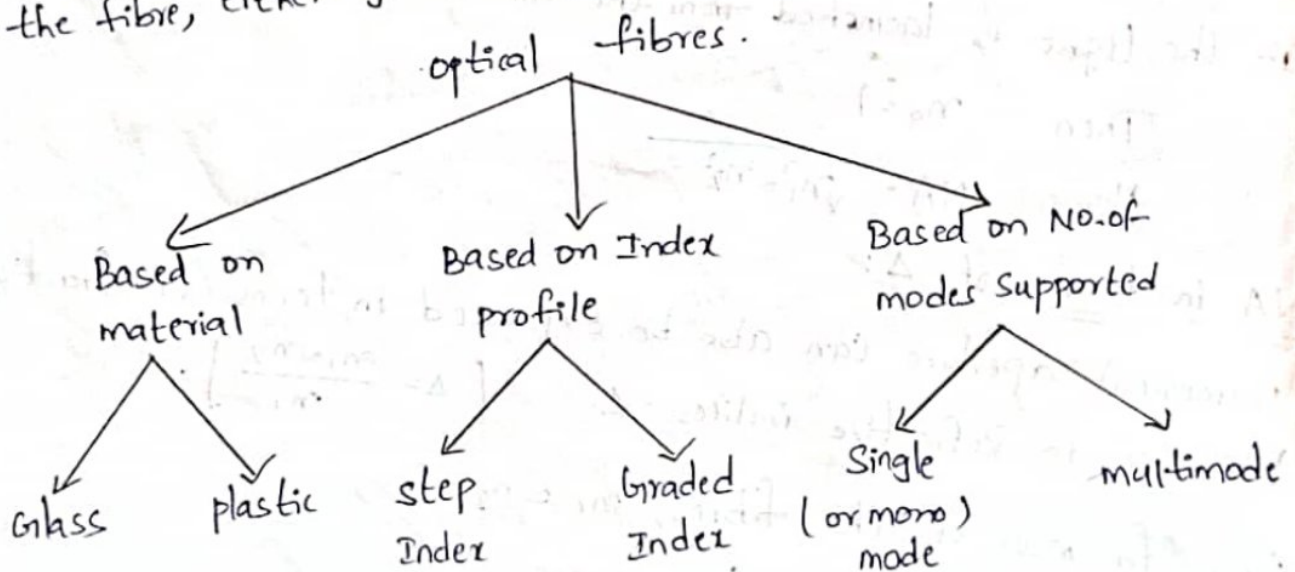 the fibre,
optical fibres.
Based on
material
Based on Index
profile
Based on No.of
modes Supported
Glass
plastic
step
Index
Graded
Index
Single
(or mono)
mode
multimode